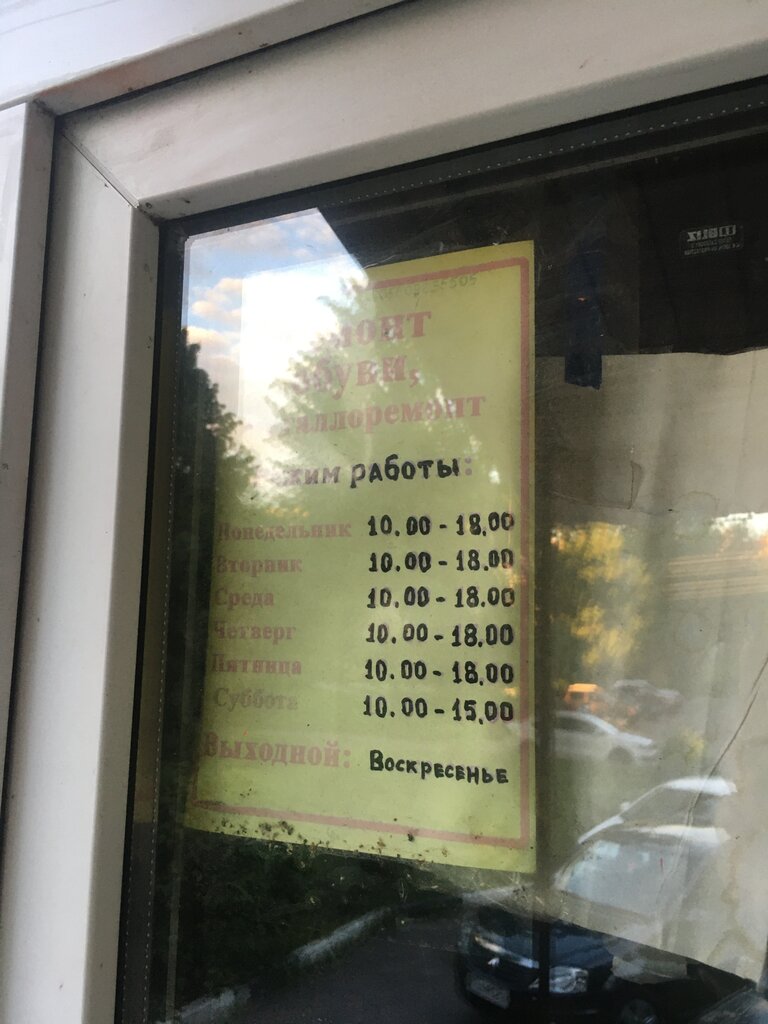 обуви,
работы:
Понедельник 10.00 - 18.00
Вторник 10.00 - 18.00
Среда 10.00 - 18.00
Четверг 10.00 - 18.00
Пятница 10.00 - 18.00
Суббота 10.00 - 15.00
Выходной: Воскресенье